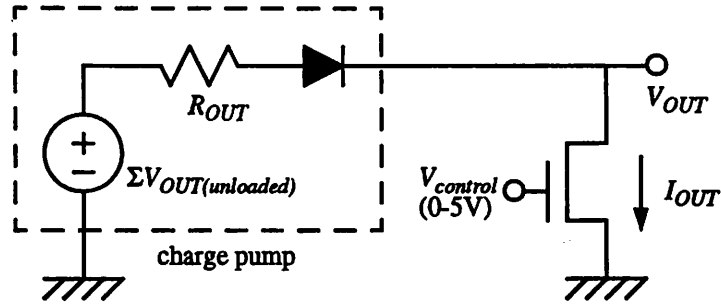 R_OUT
V_OUT
+
−
ΣV_OUT(unloaded)
V_control
(0-5V)
I_OUT
charge pump